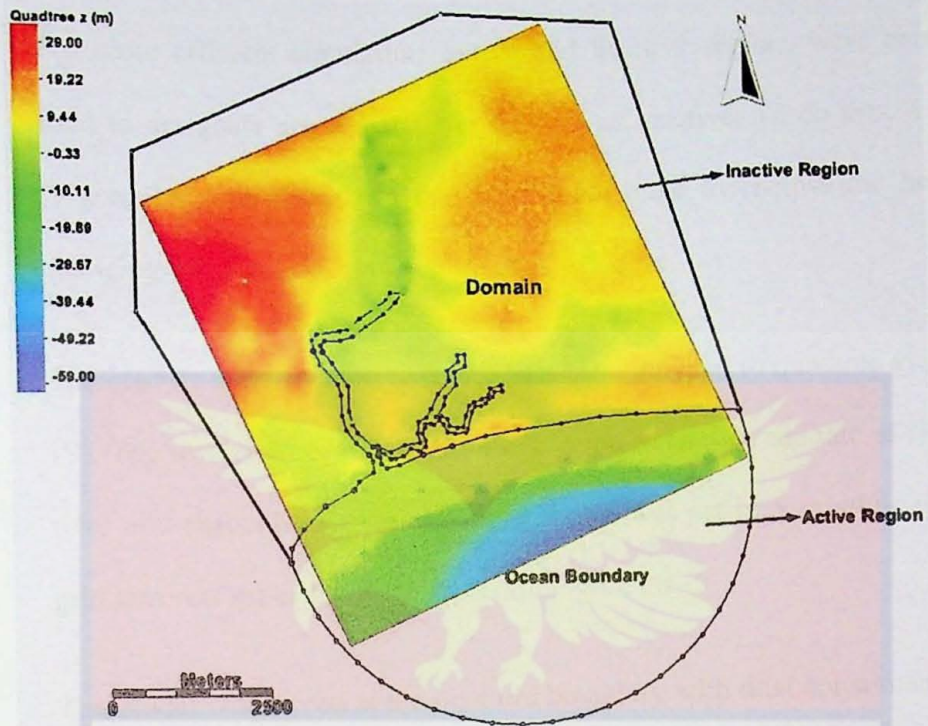 Quadtree z (m)
29.00
19.22
9.44
-0.33
-10.11
-19.89
-29.67
-39.44
-49.22
-59.00
N
Inactive Region
Domain
Active Region
Ocean Boundary
Meters
0 2500